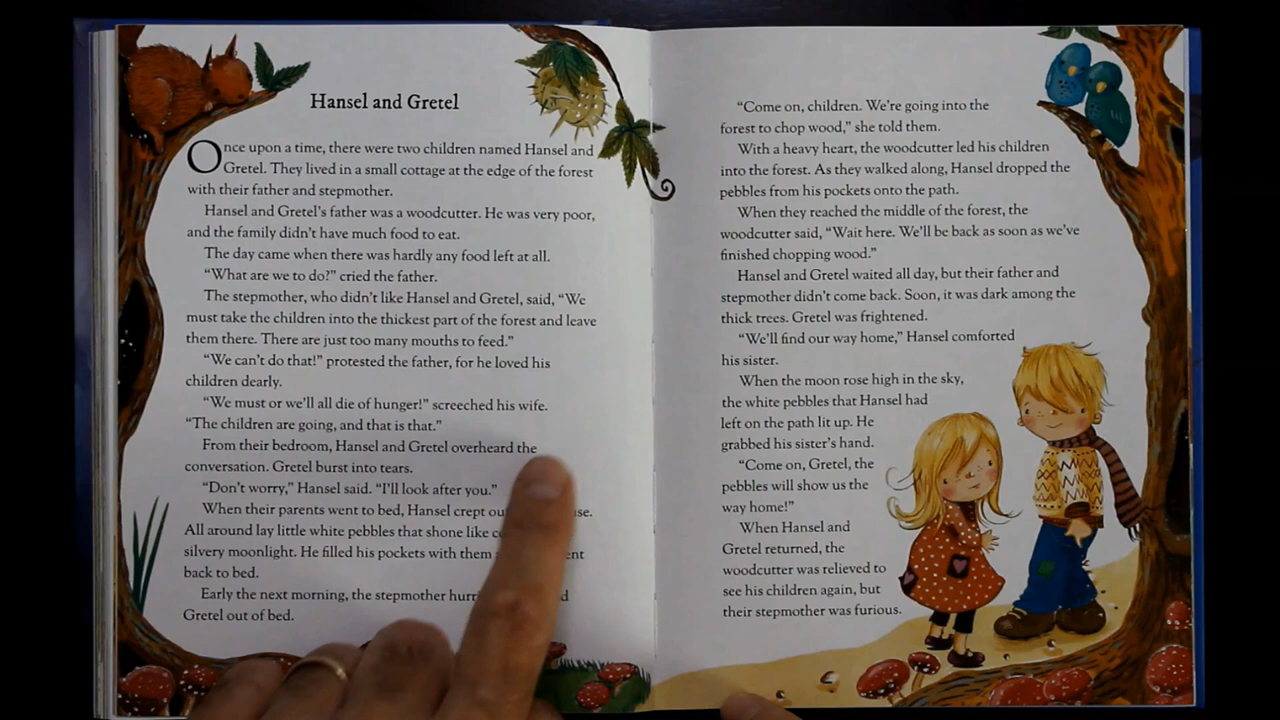 Hansel and Gretel
Once upon a time, there were two children named Hansel and
Gretel. They lived in a small cottage at the edge of the forest
with their father and stepmother.
Hansel and Gretel's father was a woodcutter. He was very poor,
and the family didn't have much food to eat.
The day came when there was hardly any food left at all.
"What are we to do?" cried the father.
The stepmother, who didn't like Hansel and Gretel, said, "We
must take the children into the thickest part of the forest and leave
them there. There are just too many mouths to feed."
"We can't do that!" protested the father, for he loved his
children dearly.
"We must or we'll all die of hunger!" screeched his wife.
"The children are going, and that is that."
From their bedroom, Hansel and Gretel overheard the
conversation. Gretel burst into tears.
"Don't worry," Hansel said. "I'll look after you."
When their parents went to bed, Hansel crept
All around lay little white pebbles that shone like
silvery moonlight. He filled his pockets with them
back to bed.
Early the next morning, the stepmother
Gretel out of bed.
"Come on, children. We're going into the
forest to chop wood," she told them.
With a heavy heart, the woodcutter led his children
into the forest. As they walked along, Hansel dropped the
pebbles from his pockets onto the path.
When they reached the middle of the forest, the
woodcutter said, "Wait here. We'll be back as soon as we've
finished chopping wood."
Hansel and Gretel waited all day, but their father and
stepmother didn't come back. Soon, it was dark among the
thick trees. Gretel was frightened.
"We'll find our way home," Hansel comforted
his sister.
When the moon rose high in the sky,
the white pebbles that Hansel had
left on the path lit up. He
grabbed his sister's hand.
"Come on, Gretel, the
pebbles will show us the
way home!"
When Hansel and
Gretel returned, the
woodcutter was relieved to
see his children again, but
their stepmother was furious.